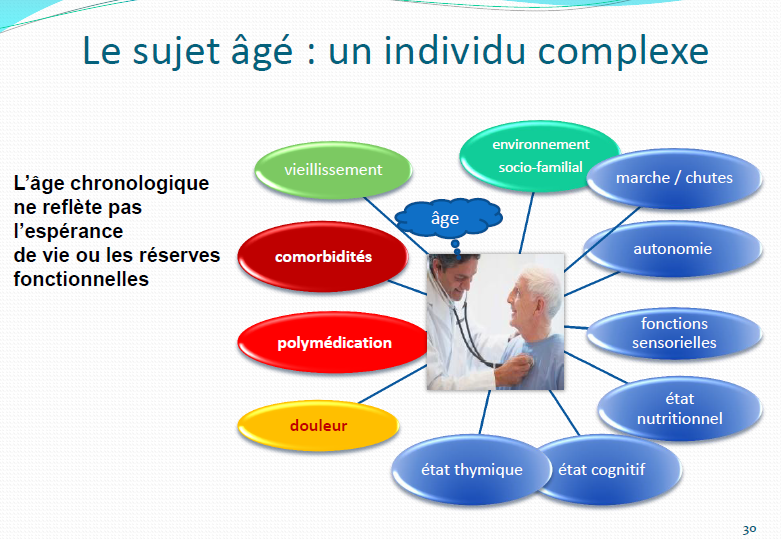 Le sujet âgé : un individu complexe
L'âge chronologique
ne reflète pas
l'espérance
de vie ou les réserves
fonctionnelles
vieillissement
environnement
socio-familial
marche / chutes
âge
comorbidités
autonomie
polymédication
fonctions
sensorielles
douleur
état
nutritionnel
état thymique
état cognitif
30